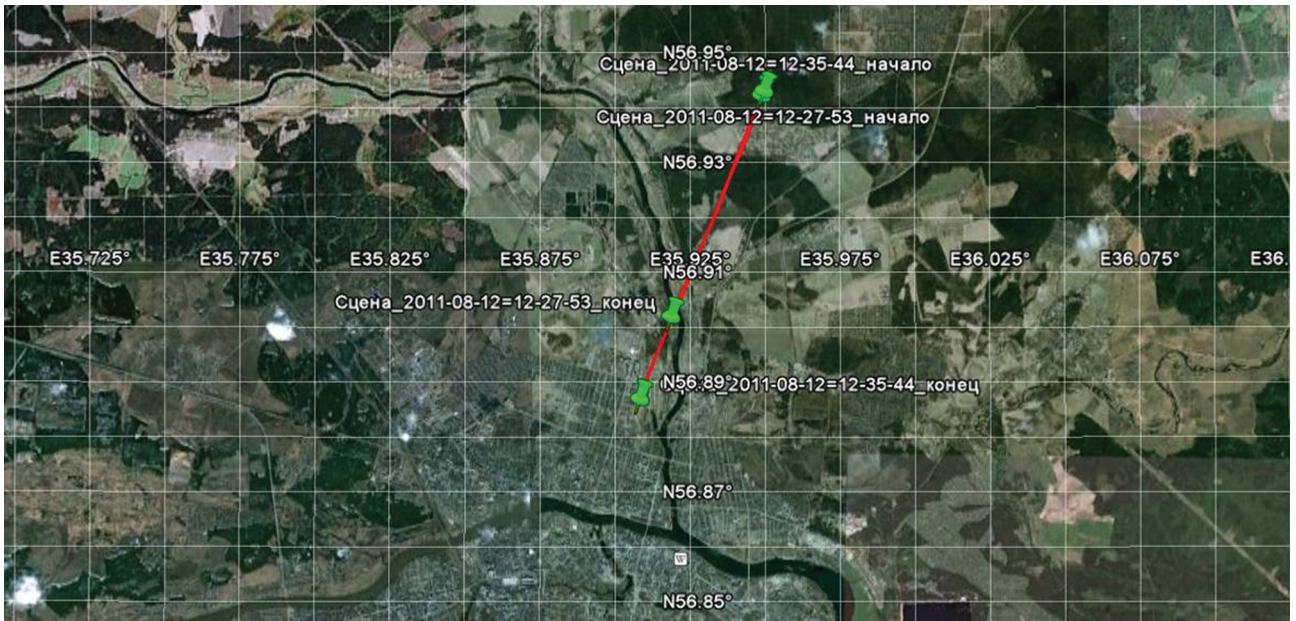 N56.95°
Сцена_2011-08-12=12-35-44_начало
Сцена_2011-08-12=12-27-53_начало
N56.93°
E35.725° E35.775° E35.825° E35.875° E35.925° E35.975° E36.025° E36.075° E36.
N56.91°
Сцена_2011-08-12=12-27-53_конец
N56.89° 2011-08-12=12-35-44_конец
N56.87°
W
N56.85°